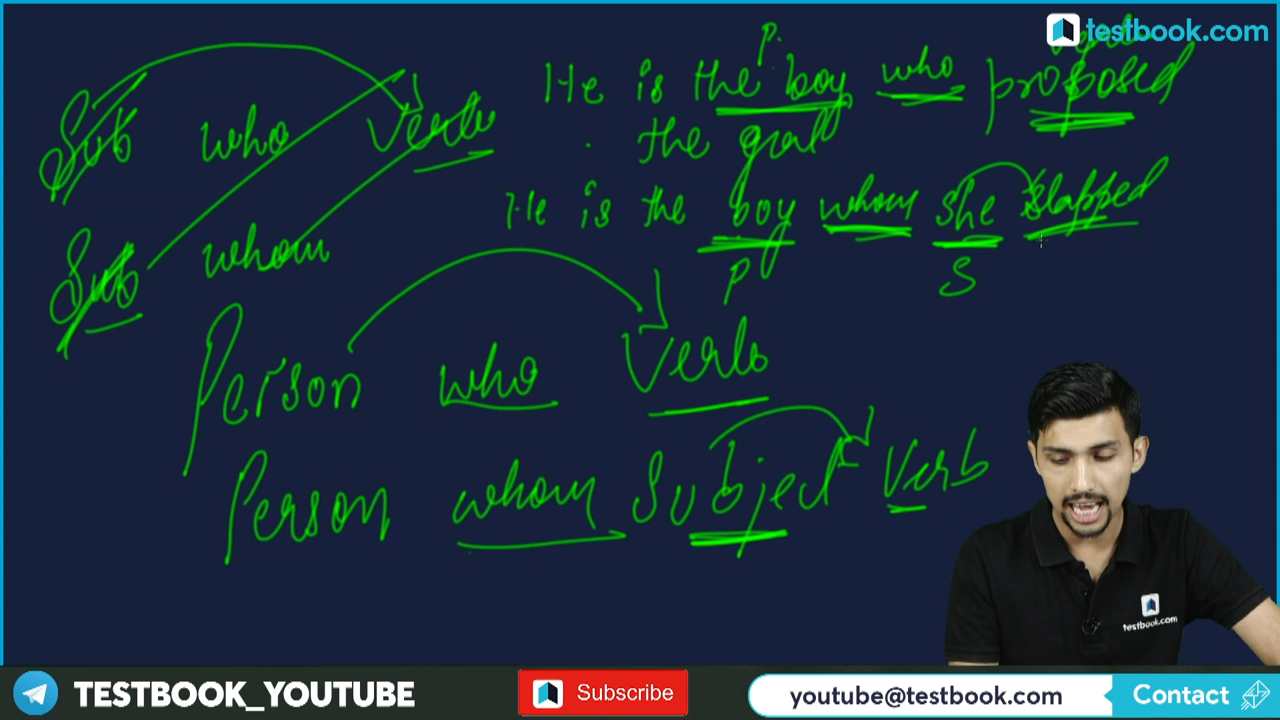 testbook.com
P.
He is the boy who proposed
Sub who Verb
the
He is the boy whom she slapped
Sub whom
P S
Person who Verb
Person whom Subject Verb
testbook.com
TESTBOOK_YOUTUBE Subscribe youtube@testbook.com Contact